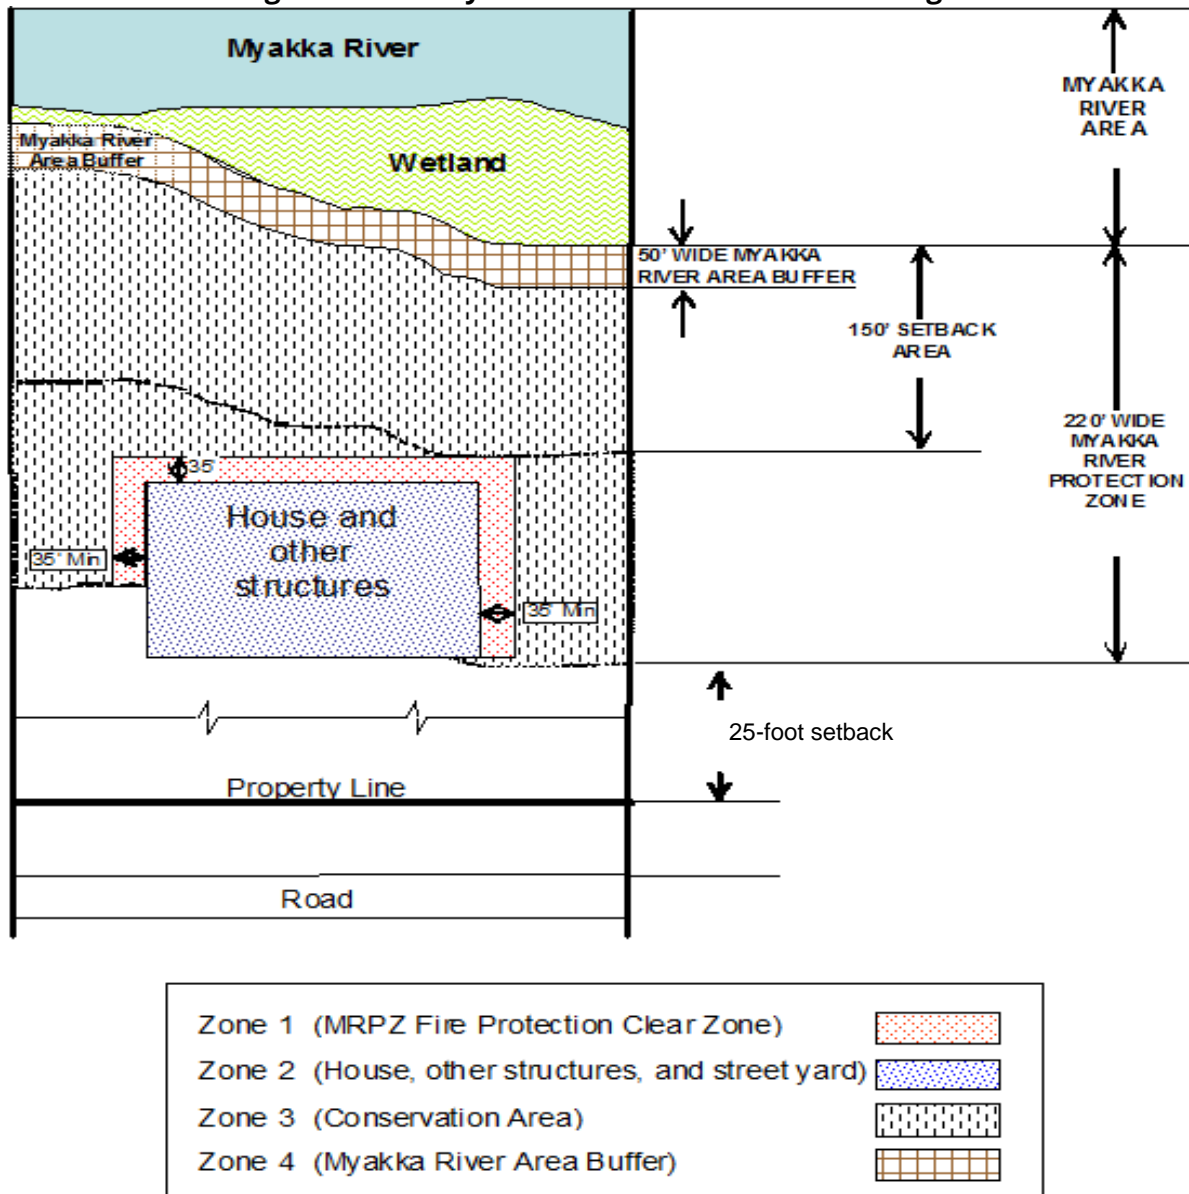 Myakka River
MYAKKA
RIVER
AREA
Myakka River
Area Buffer
Wetland
50' WIDE MYAKKA
RIVER AREA BUFFER
150' SETBACK
AREA
220' WIDE
MYAKKA
RIVER
PROTECTION
ZONE
35'
House and
other
structures
35' Min
35' Min
25-foot setback
Property Line
Road
Zone 1 (MRPZ Fire Protection Clear Zone)
Zone 2 (House, other structures, and street yard)
Zone 3 (Conservation Area)
Zone 4 (Myakka River Area Buffer)